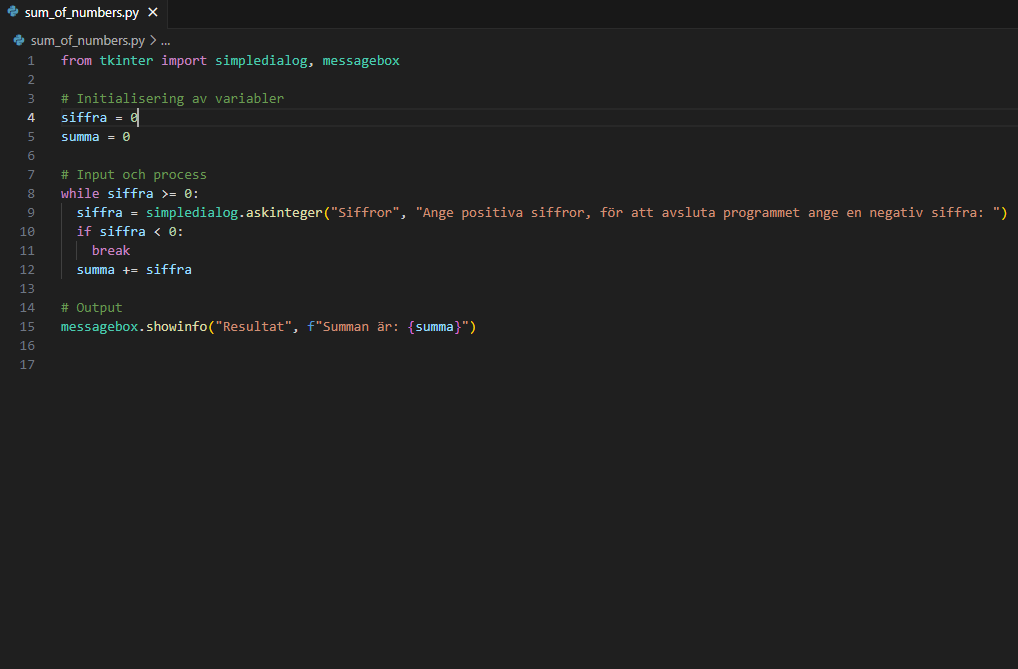 sum_of_numbers.py ×
sum_of_numbers.py > ...
1 from tkinter import simpledialog, messagebox
2
3 # Initialisering av variabler
4 siffra = 0
5 summa = 0
6
7 # Input och process
8 while siffra >= 0:
9   siffra = simpledialog.askinteger("Siffror", "Ange positiva siffror, för att avsluta programmet ange en negativ siffra: ")
10   if siffra < 0:
11     break
12   summa += siffra
13
14 # Output
15 messagebox.showinfo("Resultat", f"Summan är: {summa}")
16
17